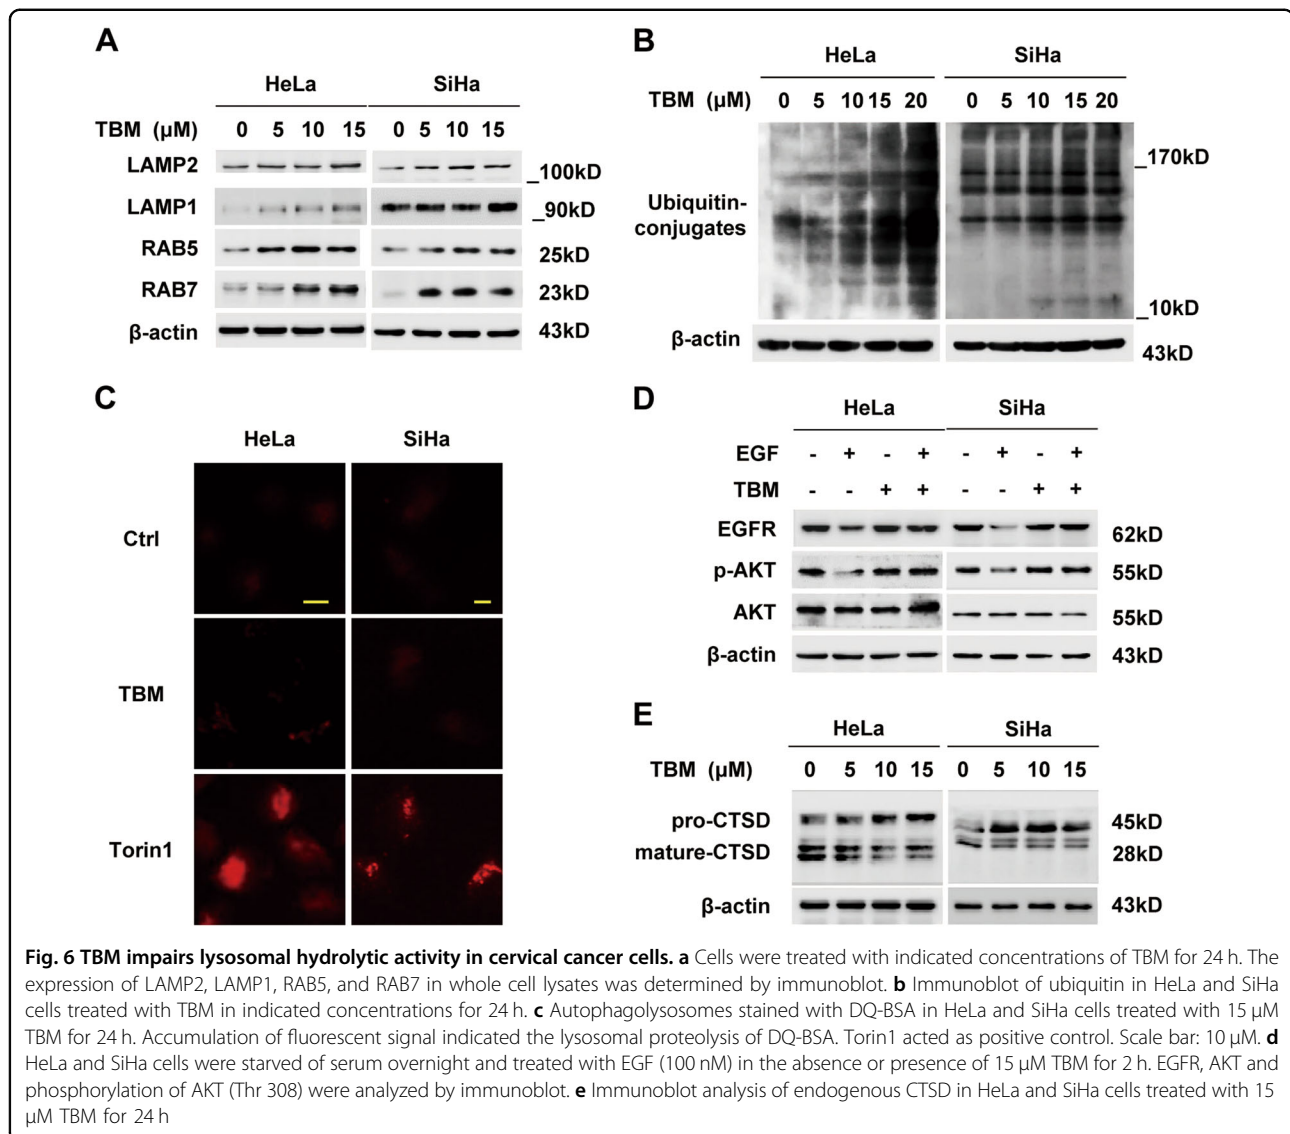 A
HeLa SiHa
TBM (µM) 0 5 10 15 0 5 10 15
LAMP2 _100kD
LAMP1 _90kD
RAB5 25kD
RAB7 23kD
β-actin 43kD
B
HeLa SiHa
TBM (µM) 0 5 10 15 20 0 5 10 15 20
_170kD
Ubiquitin-
conjugates
_10kD
β-actin 43kD
C
HeLa SiHa
Ctrl
TBM
Torin1
D
HeLa SiHa
EGF - + - + - + - +
TBM - - + + - - + +
EGFR 62kD
p-AKT 55kD
AKT 55kD
β-actin 43kD
E
HeLa SiHa
TBM (µM) 0 5 10 15 0 5 10 15
pro-CTSD 45kD
mature-CTSD 28kD
β-actin 43kD
Fig. 6 TBM impairs lysosomal hydrolytic activity in cervical cancer cells. a Cells were treated with indicated concentrations of TBM for 24 h. The
expression of LAMP2, LAMP1, RAB5, and RAB7 in whole cell lysates was determined by immunoblot. b Immunoblot of ubiquitin in HeLa and SiHa
cells treated with TBM in indicated concentrations for 24 h. c Autophagolysosomes stained with DQ-BSA in HeLa and SiHa cells treated with 15 µM
TBM for 24 h. Accumulation of fluorescent signal indicated the lysosomal proteolysis of DQ-BSA. Torin1 acted as positive control. Scale bar: 10 µM. d
HeLa and SiHa cells were starved of serum overnight and treated with EGF (100 nM) in the absence or presence of 15 µM TBM for 2 h. EGFR, AKT and
phosphorylation of AKT (Thr 308) were analyzed by immunoblot. e Immunoblot analysis of endogenous CTSD in HeLa and SiHa cells treated with 15
µM TBM for 24 h